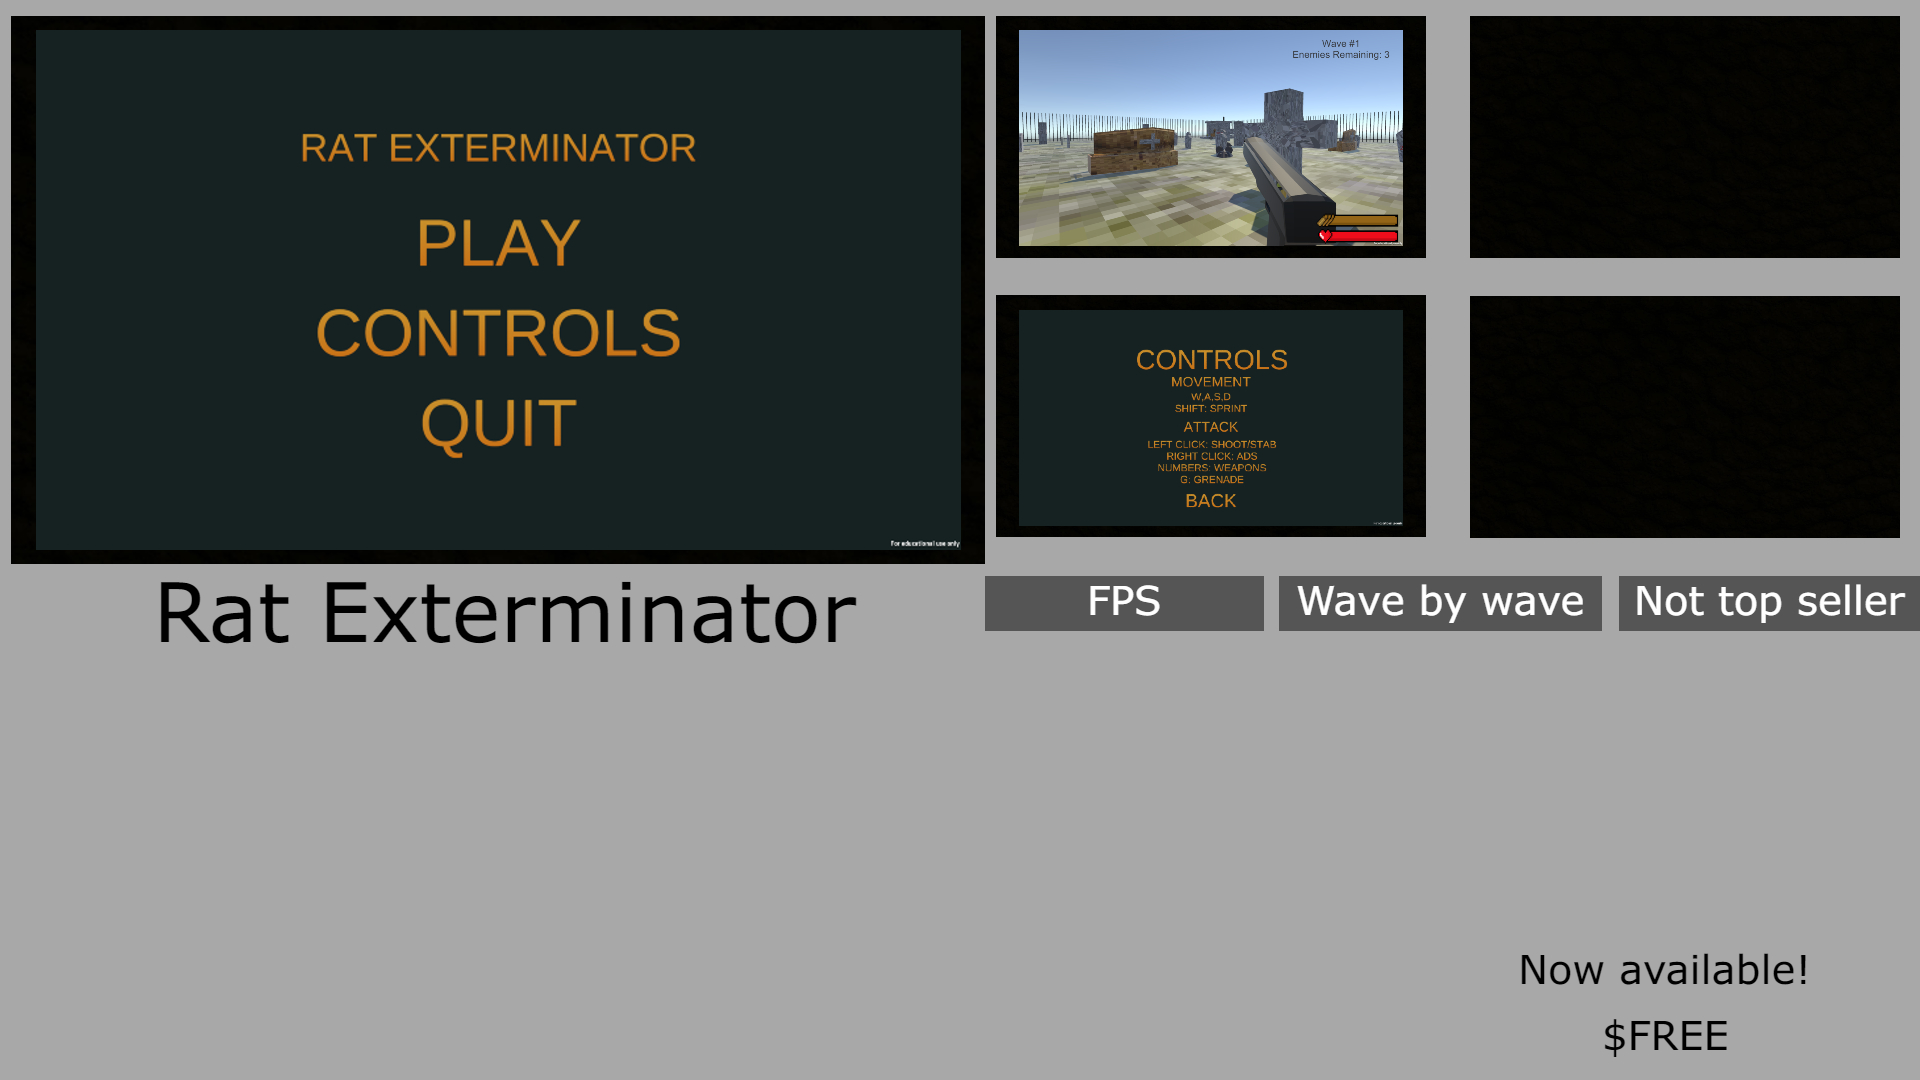 RAT EXTERMINATOR
PLAY
CONTROLS
QUIT
For educational use only
Wave #1
Enemies Remaining: 3
CONTROLS
MOVEMENT
W,A,S,D
SHIFT: SPRINT
ATTACK
LEFT CLICK: SHOOT/STAB
RIGHT CLICK: ADS
NUMBERS: WEAPONS
G: GRENADE
BACK
Rat Exterminator
FPS
Wave by wave
Not top seller
Now available!
$FREE